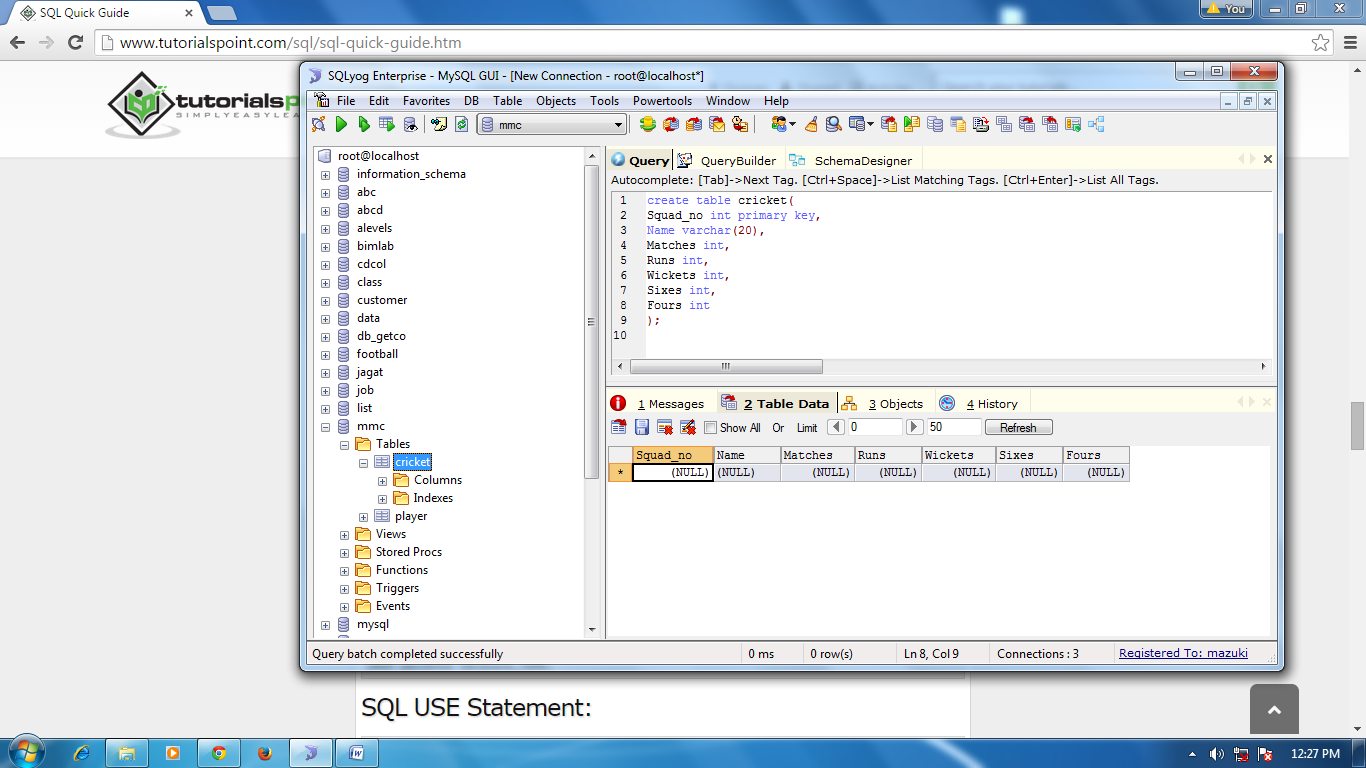 SQL Quick Guide
You
www.tutorialspoint.com/sql/sql-quick-guide.htm
tutorialsp
SIMPLYEASYLEA
SQLyog Enterprise - MySQL GUI - [New Connection - root@localhost*]
File Edit Favorites DB Table Objects Tools Powertools Window Help
mmc
root@localhost
information_schema
abc
abcd
alevels
bimlab
cdcol
class
customer
data
db_getco
football
jagat
job
list
mmc
Tables
cricket
Columns
Indexes
player
Views
Stored Procs
Functions
Triggers
Events
mysql
Query QueryBuilder SchemaDesigner
Autocomplete: [Tab]->Next Tag. [Ctrl+Space]->List Matching Tags. [Ctrl+Enter]->List All Tags.
1 create table cricket(
2 Squad_no int primary key,
3 Name varchar(20),
4 Matches int,
5 Runs int,
6 Wickets int,
7 Sixes int,
8 Fours int
9 );
10
1 Messages 2 Table Data 3 Objects 4 History
Show All Or Limit 0 50 Refresh
Squad_no Name Matches Runs Wickets Sixes Fours
* (NULL) (NULL) (NULL) (NULL) (NULL) (NULL) (NULL)
Query batch completed successfully 0 ms 0 row(s) Ln 8, Col 9 Connections : 3 Registered To: mazuki
SQL USE Statement:
12:27 PM